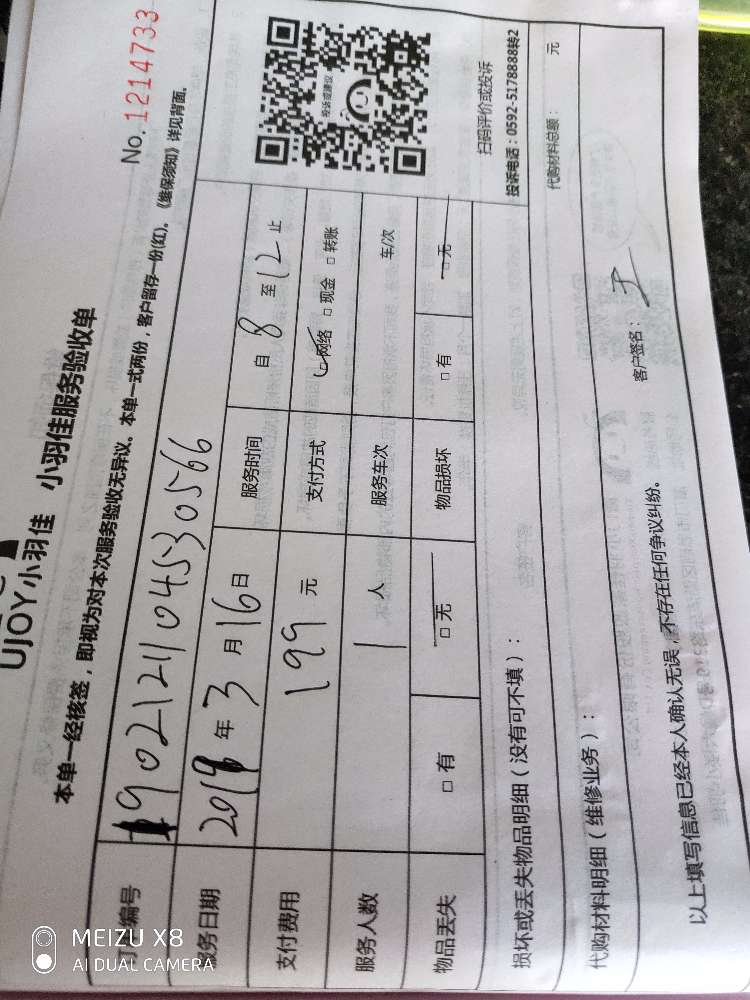 UJOY小羽佳 小羽佳服务验收单
No. 1214733
本单一经核签，即视为对本次服务验收无异议。本单一式两份，客户留存一份(红)。《维保须知》详见背面。
编号 190212110453056​6
服务日期 2019年3月16日 服务时间 自8至12止
支付费用 199元 支付方式 网络 □ 现金 □ 转账
服务人数 1人 服务车次 车/次
物品丢失 □ 有 □ 无 物品损坏 □ 有 □ 无
投诉或建议
扫码评价或投诉
投诉电话：0592-5178888转2
损坏或丢失物品明细（没有可不填）：
代购材料明细（维修业务）：
代购材料总额： 元
以上填写信息已经本人确认无误，不存在任何争议纠纷。 客户签名：
MEIZU X8
AI DUAL CAMERA